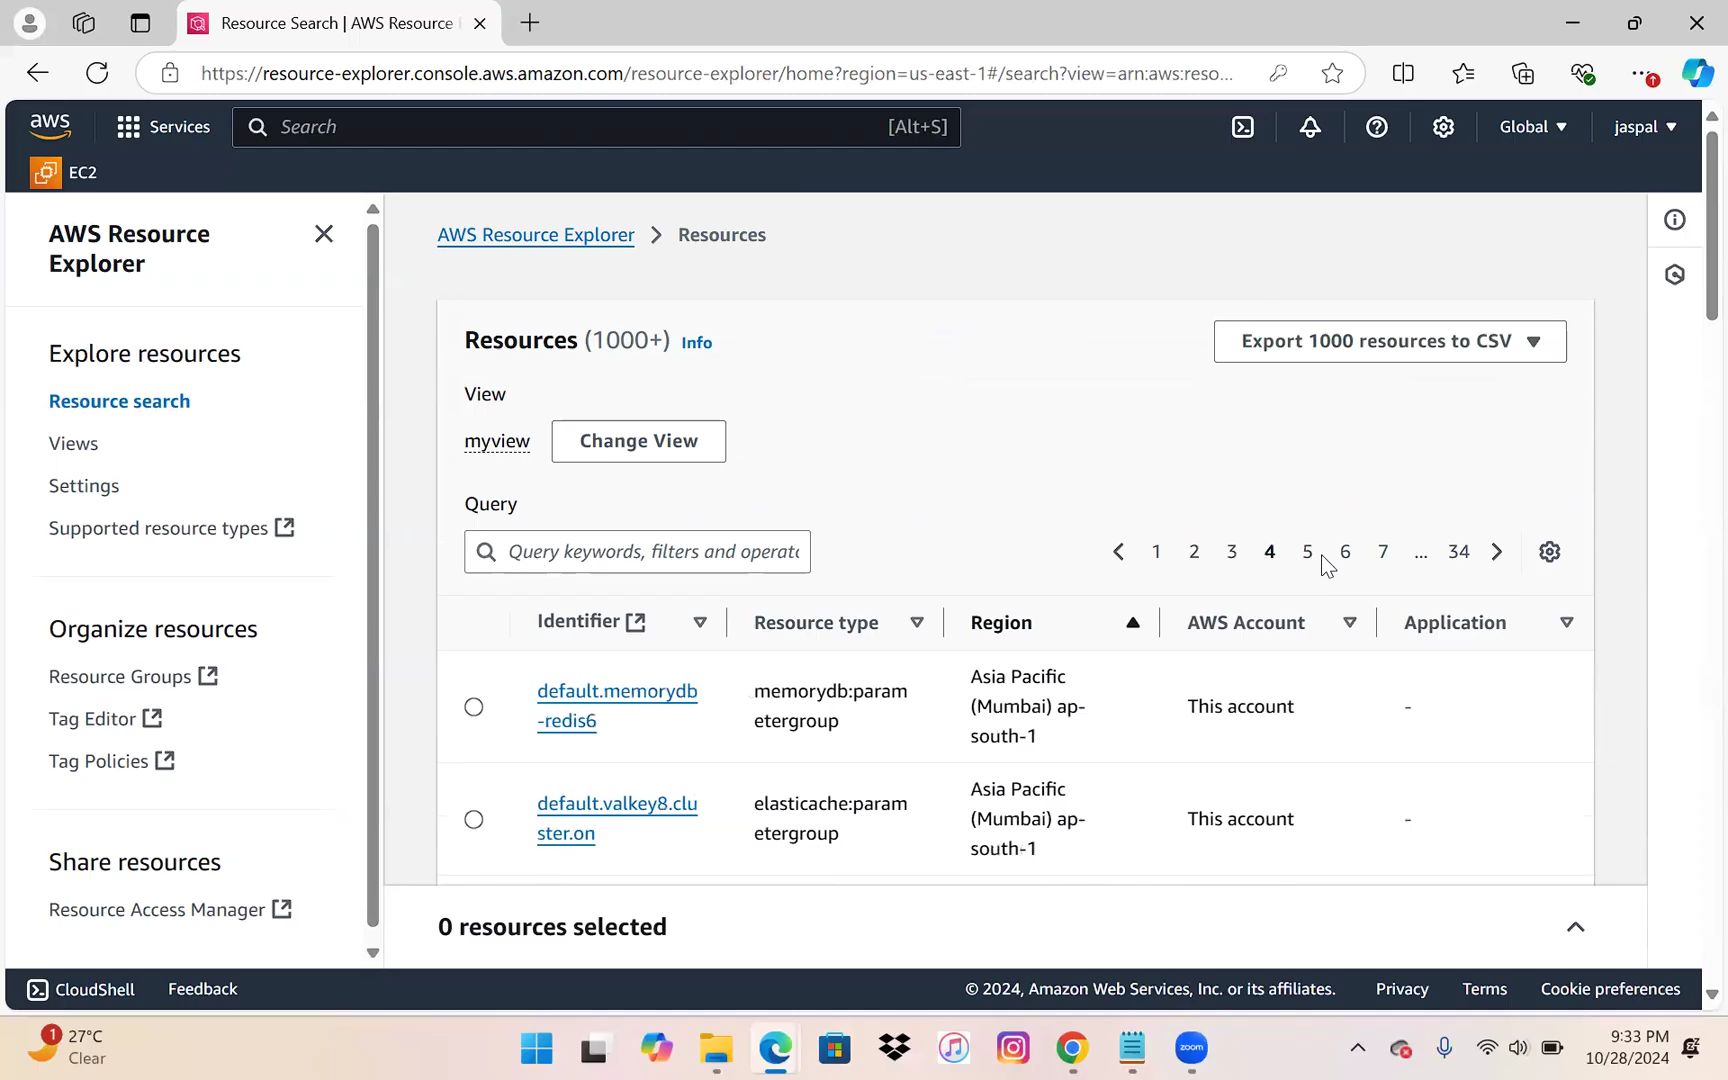 Resource Search | AWS Resource
https://resource-explorer.console.aws.amazon.com/resource-explorer/home?region=us-east-1#/search?view=arn:aws:reso...
aws
Services
Search
[Alt+S]
Global
jaspal
EC2
AWS Resource
Explorer
Explore resources
Resource search
Views
Settings
Supported resource types
Organize resources
Resource Groups
Tag Editor
Tag Policies
Share resources
Resource Access Manager
AWS Resource Explorer > Resources
Resources (1000+) Info
Export 1000 resources to CSV
View
myview
Change View
Query
Query keywords, filters and operato
1 2 3 4 5 6 7 ... 34
Identifier
Resource type
Region
AWS Account
Application
default.memorydb
-redis6
memorydb:param
etergroup
Asia Pacific
(Mumbai) ap-
south-1
This account
-
default.valkey8.clu
ster.on
elasticache:param
etergroup
Asia Pacific
(Mumbai) ap-
south-1
This account
-
0 resources selected
CloudShell
Feedback
© 2024, Amazon Web Services, Inc. or its affiliates.
Privacy
Terms
Cookie preferences
1
27°C
Clear
zoom
9:33 PM
10/28/2024